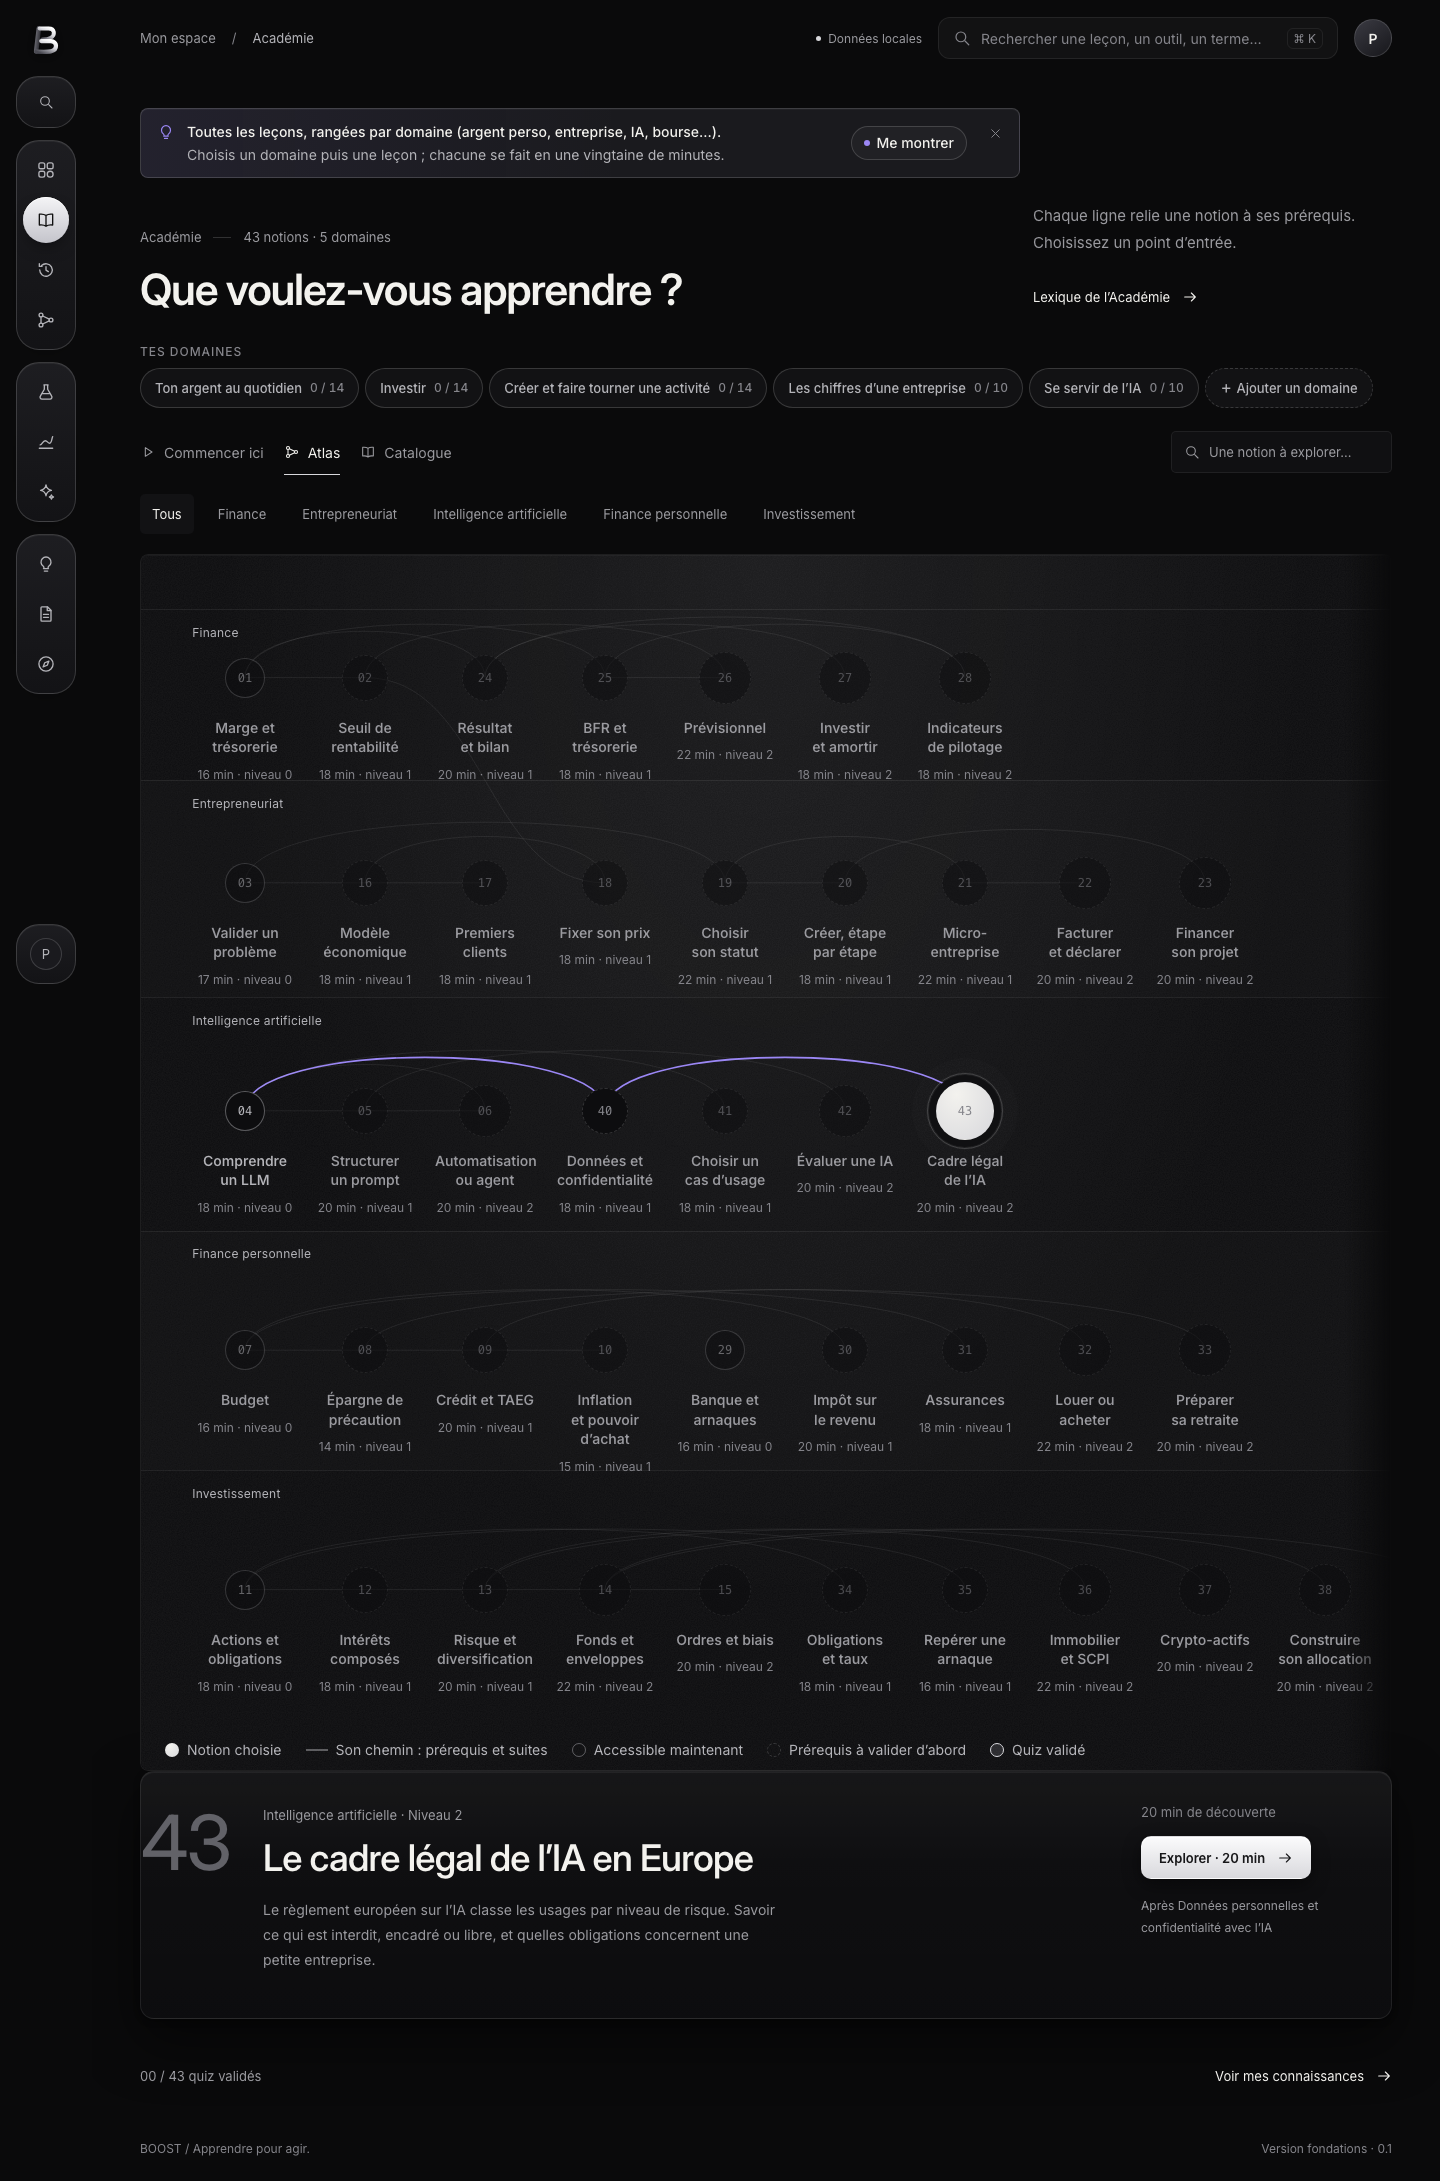 B
Mon espace / Académie
Données locales
Rechercher une leçon, un outil, un terme...
⌘ K
P
Toutes les leçons, rangées par domaine (argent perso, entreprise, IA, bourse…).
Choisis un domaine puis une leçon ; chacune se fait en une vingtaine de minutes.
Me montrer
Académie — 43 notions · 5 domaines
Que voulez-vous apprendre ?
Chaque ligne relie une notion à ses prérequis.
Choisissez un point d’entrée.
Lexique de l’Académie →
TES DOMAINES
Ton argent au quotidien 0 / 14
Investir 0 / 14
Créer et faire tourner une activité 0 / 14
Les chiffres d’une entreprise 0 / 10
Se servir de l’IA 0 / 10
+ Ajouter un domaine
Commencer ici
Atlas
Catalogue
Une notion à explorer…
Tous
Finance
Entrepreneuriat
Intelligence artificielle
Finance personnelle
Investissement
Finance
01 02 24 25 26 27 28
Marge et trésorerie
16 min · niveau 0
Seuil de rentabilité
18 min · niveau 1
Résultat et bilan
20 min · niveau 1
BFR et trésorerie
18 min · niveau 1
Prévisionnel
22 min · niveau 2
Investir et amortir
18 min · niveau 2
Indicateurs de pilotage
18 min · niveau 2
Entrepreneuriat
03 16 17 18 19 20 21 22 23
Valider un problème
17 min · niveau 0
Modèle économique
18 min · niveau 1
Premiers clients
18 min · niveau 1
Fixer son prix
18 min · niveau 1
Choisir son statut
22 min · niveau 1
Créer, étape par étape
18 min · niveau 1
Micro-entreprise
22 min · niveau 1
Facturer et déclarer
20 min · niveau 2
Financer son projet
20 min · niveau 2
Intelligence artificielle
04 05 06 40 41 42 43
Comprendre un LLM
18 min · niveau 0
Structurer un prompt
20 min · niveau 1
Automatisation ou agent
20 min · niveau 2
Données et confidentialité
18 min · niveau 1
Choisir un cas d’usage
18 min · niveau 1
Évaluer une IA
20 min · niveau 2
Cadre légal de l’IA
20 min · niveau 2
Finance personnelle
07 08 09 10 29 30 31 32 33
Budget
16 min · niveau 0
Épargne de précaution
14 min · niveau 1
Crédit et TAEG
20 min · niveau 1
Inflation et pouvoir d’achat
15 min · niveau 1
Banque et arnaques
16 min · niveau 0
Impôt sur le revenu
20 min · niveau 1
Assurances
18 min · niveau 1
Louer ou acheter
22 min · niveau 2
Préparer sa retraite
20 min · niveau 2
Investissement
11 12 13 14 15 34 35 36 37 38
Actions et obligations
18 min · niveau 0
Intérêts composés
18 min · niveau 1
Risque et diversification
20 min · niveau 1
Fonds et enveloppes
22 min · niveau 2
Ordres et biais
20 min · niveau 2
Obligations et taux
18 min · niveau 1
Repérer une arnaque
16 min · niveau 1
Immobilier et SCPI
22 min · niveau 2
Crypto-actifs
20 min · niveau 2
Construire son allocation
20 min · niveau 2
Notion choisie
Son chemin : prérequis et suites
Accessible maintenant
Prérequis à valider d’abord
Quiz validé
43
Intelligence artificielle · Niveau 2
Le cadre légal de l’IA en Europe
Le règlement européen sur l’IA classe les usages par niveau de risque. Savoir
ce qui est interdit, encadré ou libre, et quelles obligations concernent une
petite entreprise.
20 min de découverte
Explorer · 20 min →
Après Données personnelles et
confidentialité avec l’IA
P
00 / 43 quiz validés
Voir mes connaissances →
BOOST / Apprendre pour agir.
Version fondations · 0.1